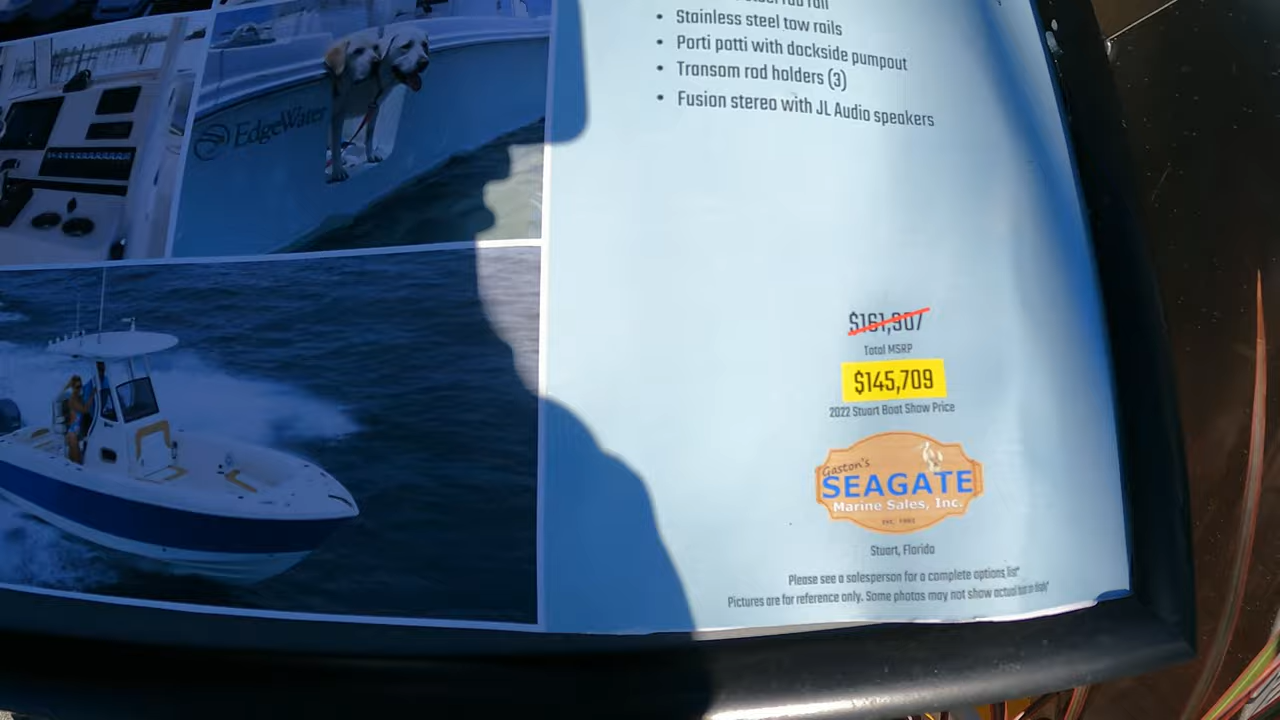 rail
• Stainless steel tow rails
• Porti potti with dockside pumpout
• Transom rod holders (3)
• Fusion stereo with JL Audio speakers
EdgeWater
$161,907
Total MSRP
$145,709
2022 Stuart Boat Show Price
Gaston's
SEAGATE
Marine Sales, Inc.
Stuart, Florida
Please see a salesperson for a complete options list*
Pictures are for reference only. Some photos may not show actual